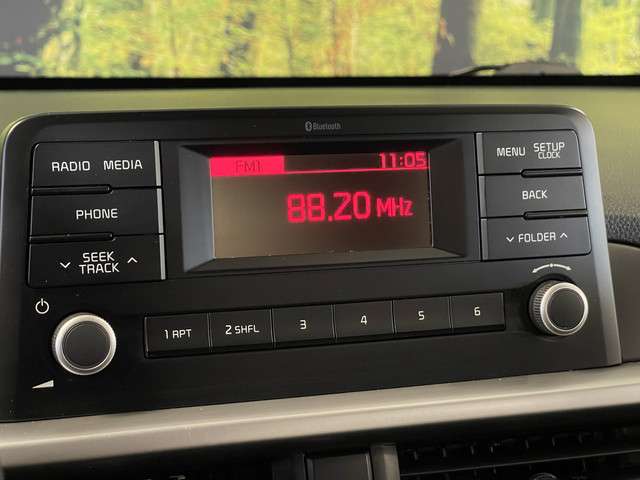 Bluetooth
RADIO MEDIA
PHONE
SEEK
TRACK
FM1 11:05
88.20 MHz
MENU SETUP
CLOCK
BACK
FOLDER
1 RPT 2 SHFL 3 4 5 6